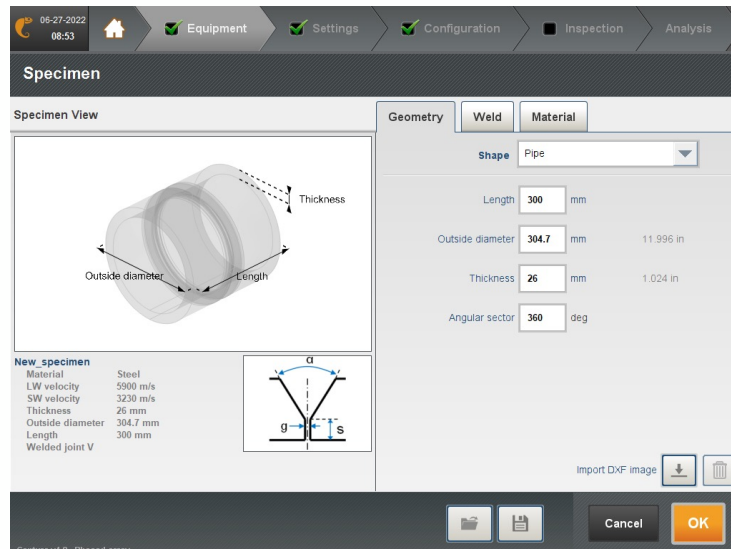 06-27-2022
08:53
Equipment
Settings
Configuration
Inspection
Analysis
Specimen
Specimen View
Geometry
Weld
Material
Thickness
Outside diameter
Length
Shape Pipe
Length 300 mm
Outside diameter 304.7 mm 11.996 in
Thickness 26 mm 1.024 in
Angular sector 360 deg
New_specimen
Material Steel
LW velocity 5900 m/s
SW velocity 3230 m/s
Thickness 26 mm
Outside diameter 304.7 mm
Length 300 mm
Welded joint V
α
g
s
Import DXF image
Cancel
OK